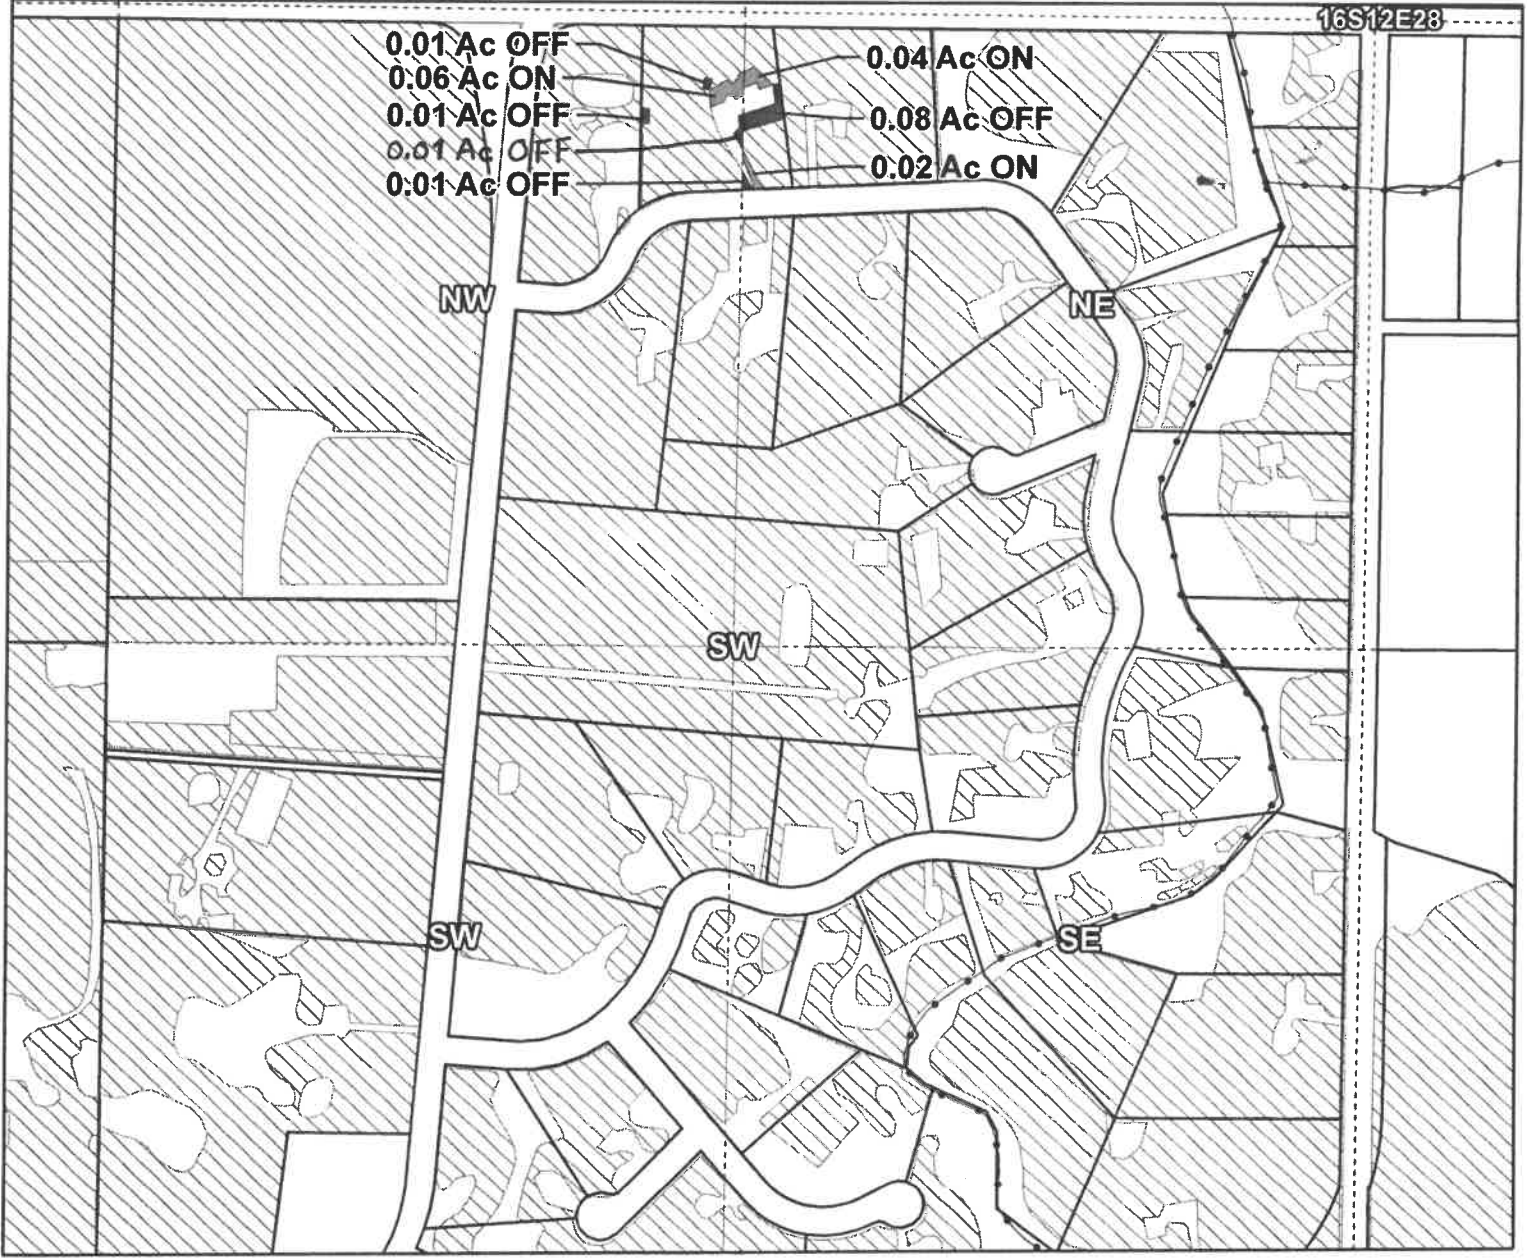 16S12E28
0.01 Ac OFF
0.06 Ac ON
0.01 Ac OFF
0.01 Ac OFF
0.01 Ac OFF
0.04 Ac ON
0.08 Ac OFF
0.02 Ac ON
NW
NE
SW
SW
SE